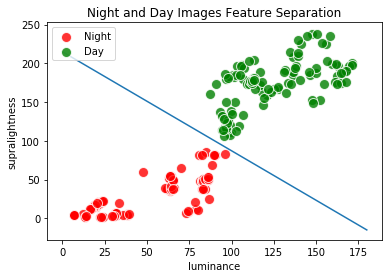 Night and Day Images Feature Separation
Night
Day
supralightness
250
200
150
100
50
0
0 25 50 75 100 125 150 175
luminance